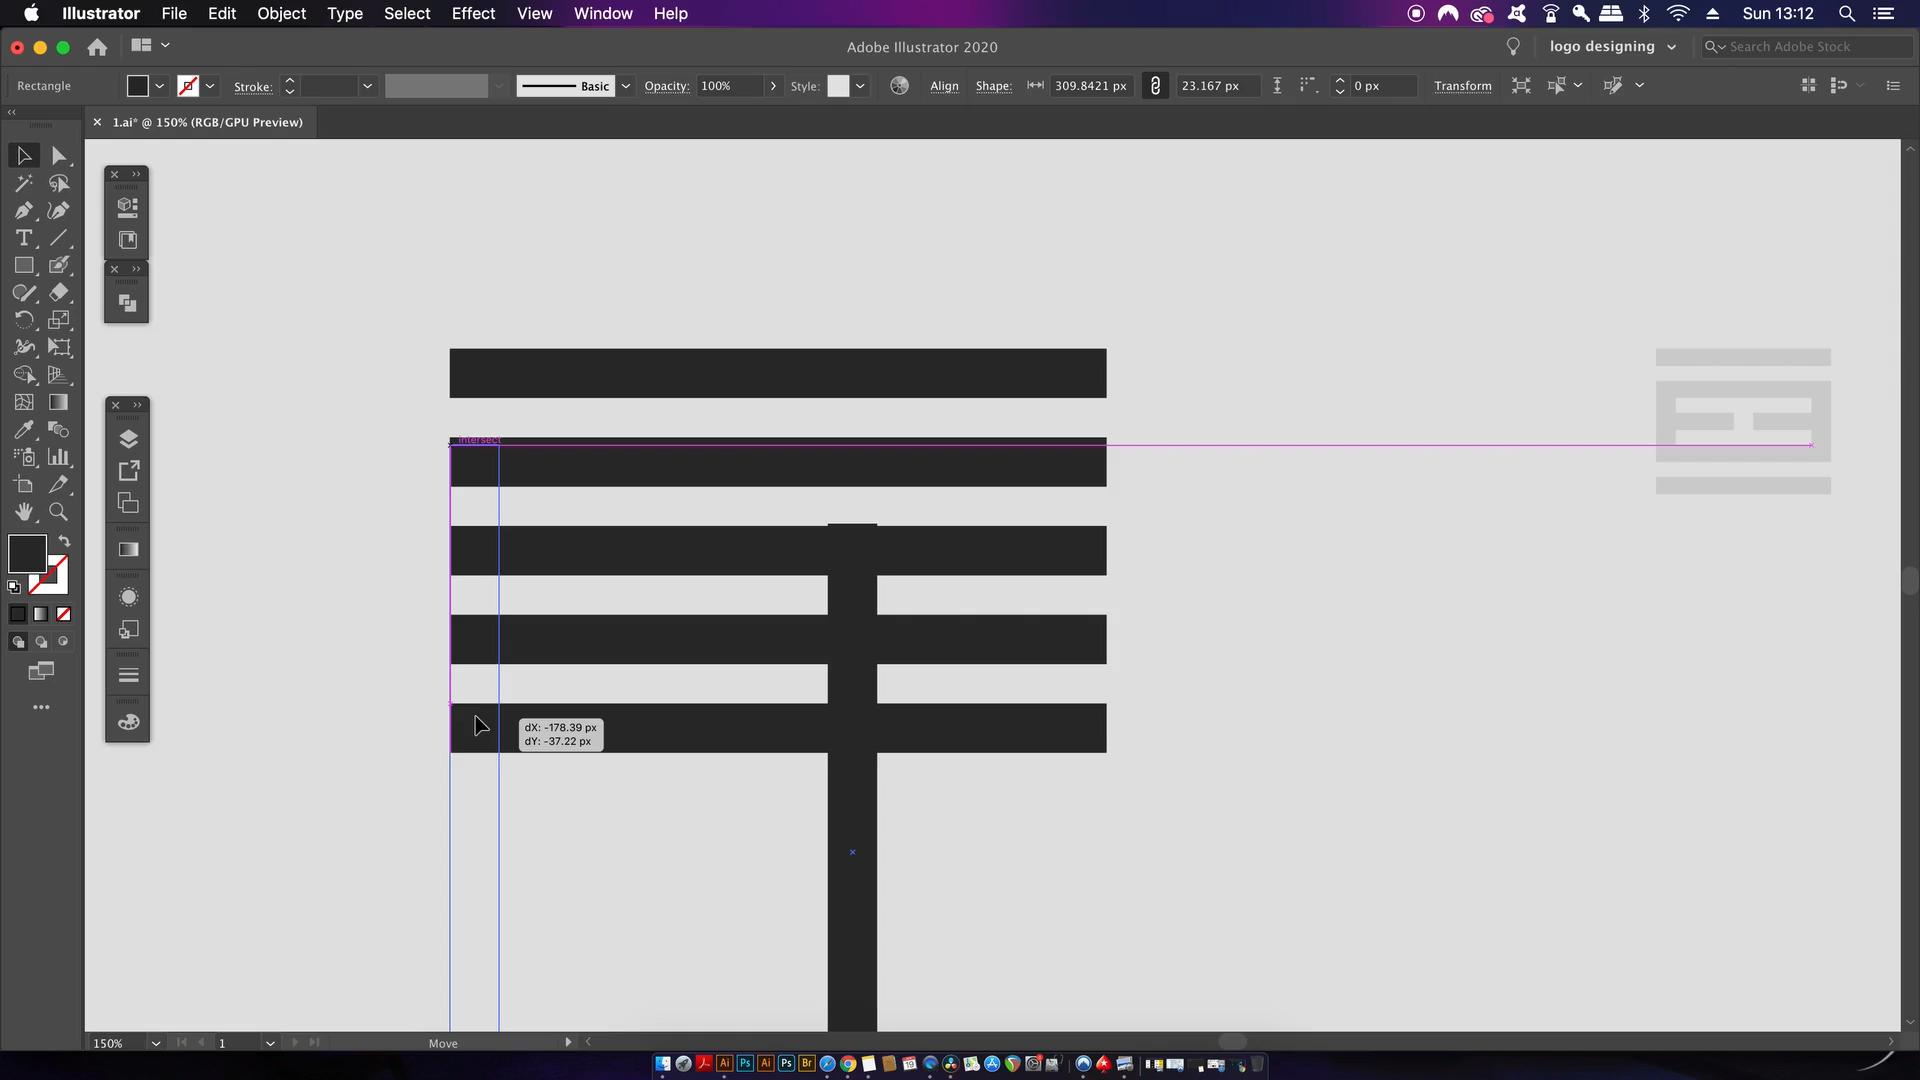 Illustrator File Edit Object Type Select Effect View Window Help Sun 13:12
Adobe Illustrator 2020 logo designing Search Adobe Stock
Rectangle Stroke: Basic Opacity: 100% Style: Align Shape: 309.8421 px 23.167 px 0 px Transform
1.ai* @ 150% (RGB/GPU Preview)
intersect
dX: -178.39 px
dY: -37.22 px
150% 1 Move